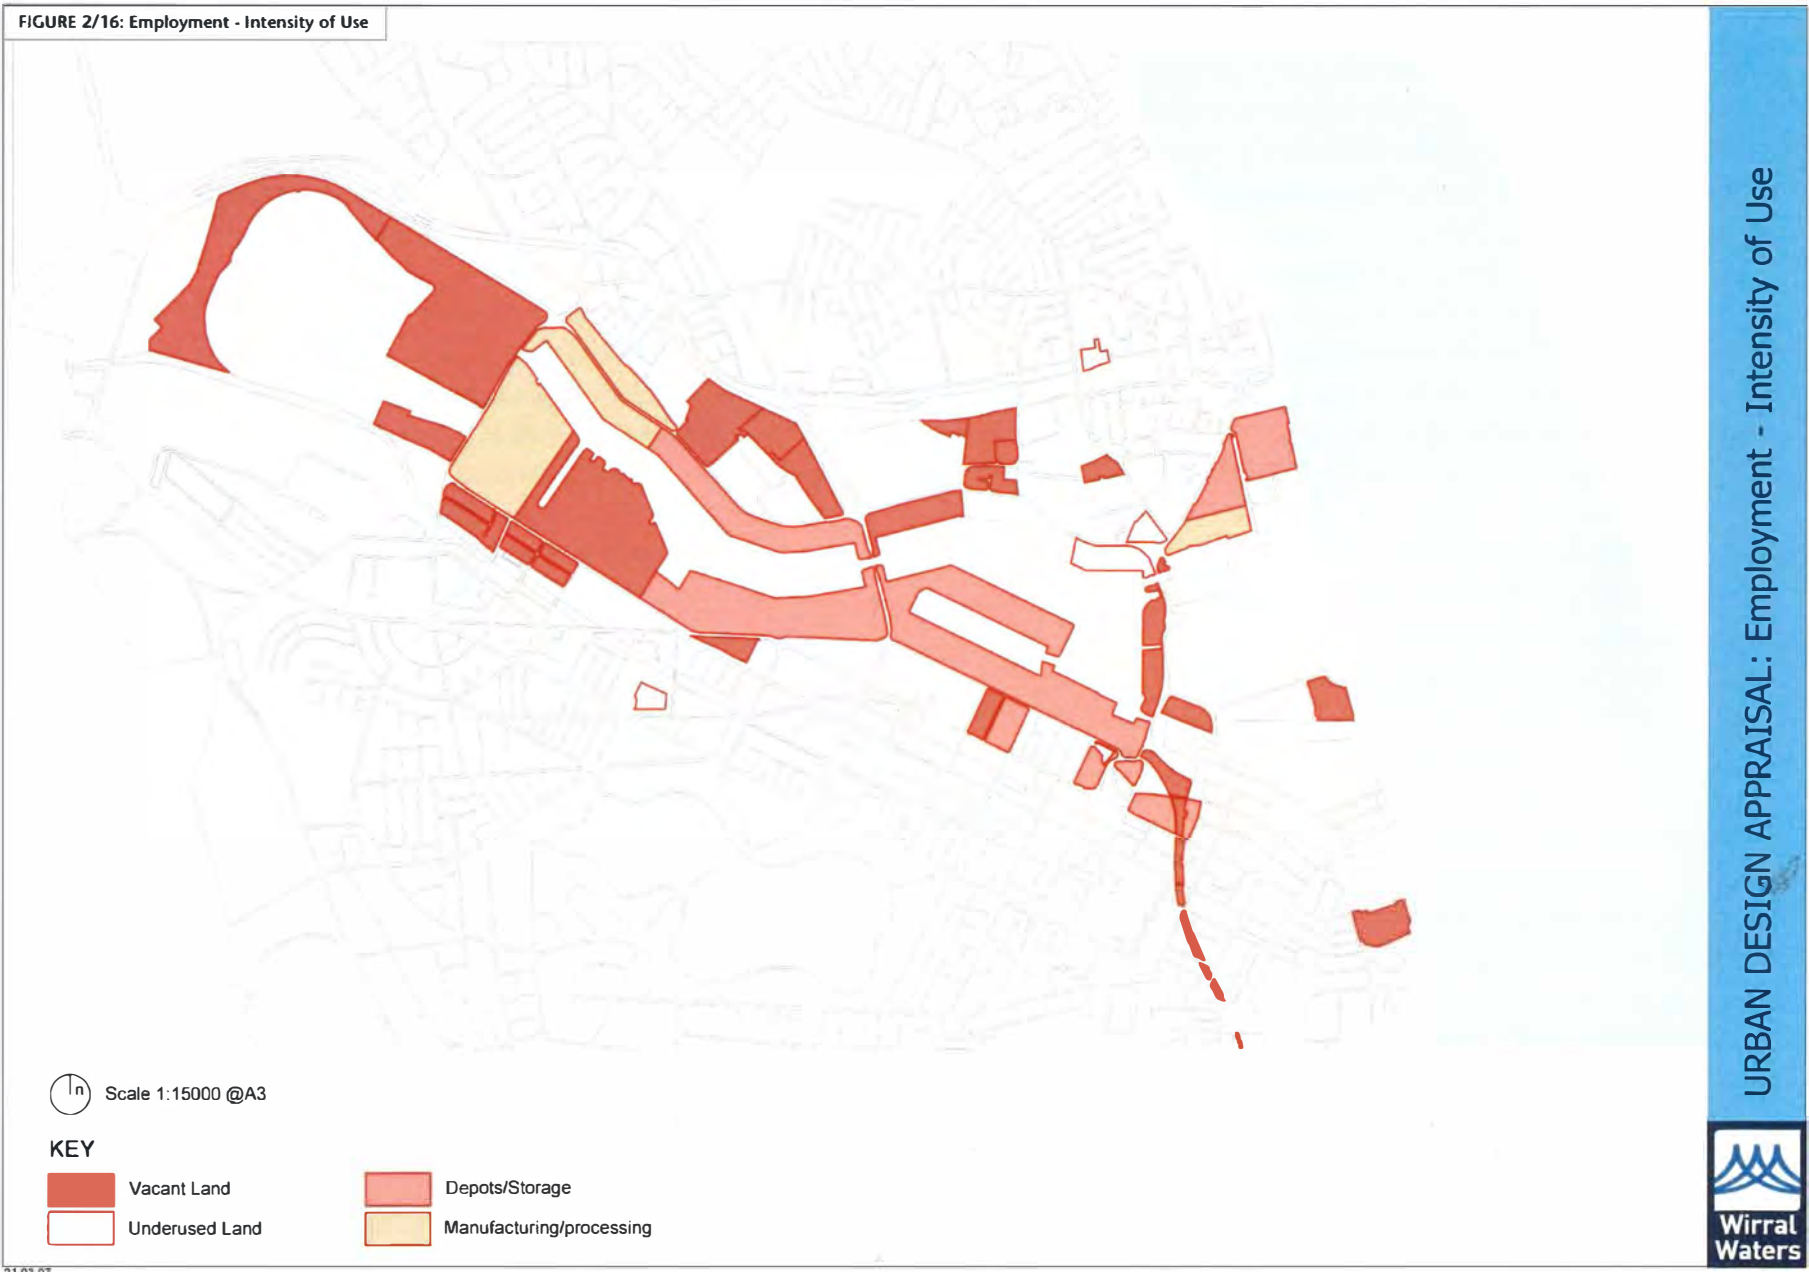 FIGURE 2/16: Employment - Intensity of Use
URBAN DESIGN APPRAISAL: Employment - Intensity of Use
n
Scale 1:15000 @A3
KEY
Vacant Land
Underused Land
Depots/Storage
Manufacturing/processing
Wirral
Waters